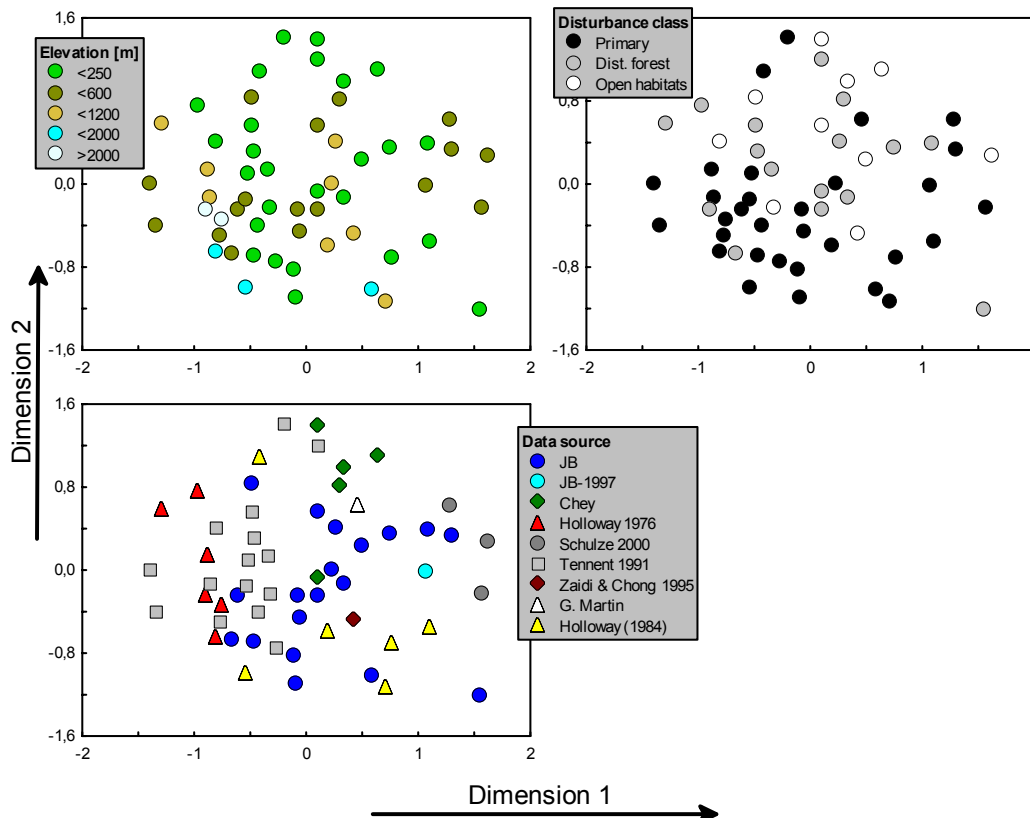 1,6
0,8
0,0
-0,8
-1,6
-2
-1
0
1
2
Elevation [m]
<250
<600
<1200
<2000
>2000
1,6
0,8
0,0
-0,8
-1,6
-2
-1
0
1
2
Disturbance class
Primary
Dist. forest
Open habitats
1,6
0,8
0,0
-0,8
-1,6
-2
-1
0
1
2
Data source
JB
JB-1997
Chey
Holloway 1976
Schulze 2000
Tennent 1991
Zaidi & Chong 1995
G. Martin
Holloway (1984)
Dimension 2
Dimension 1